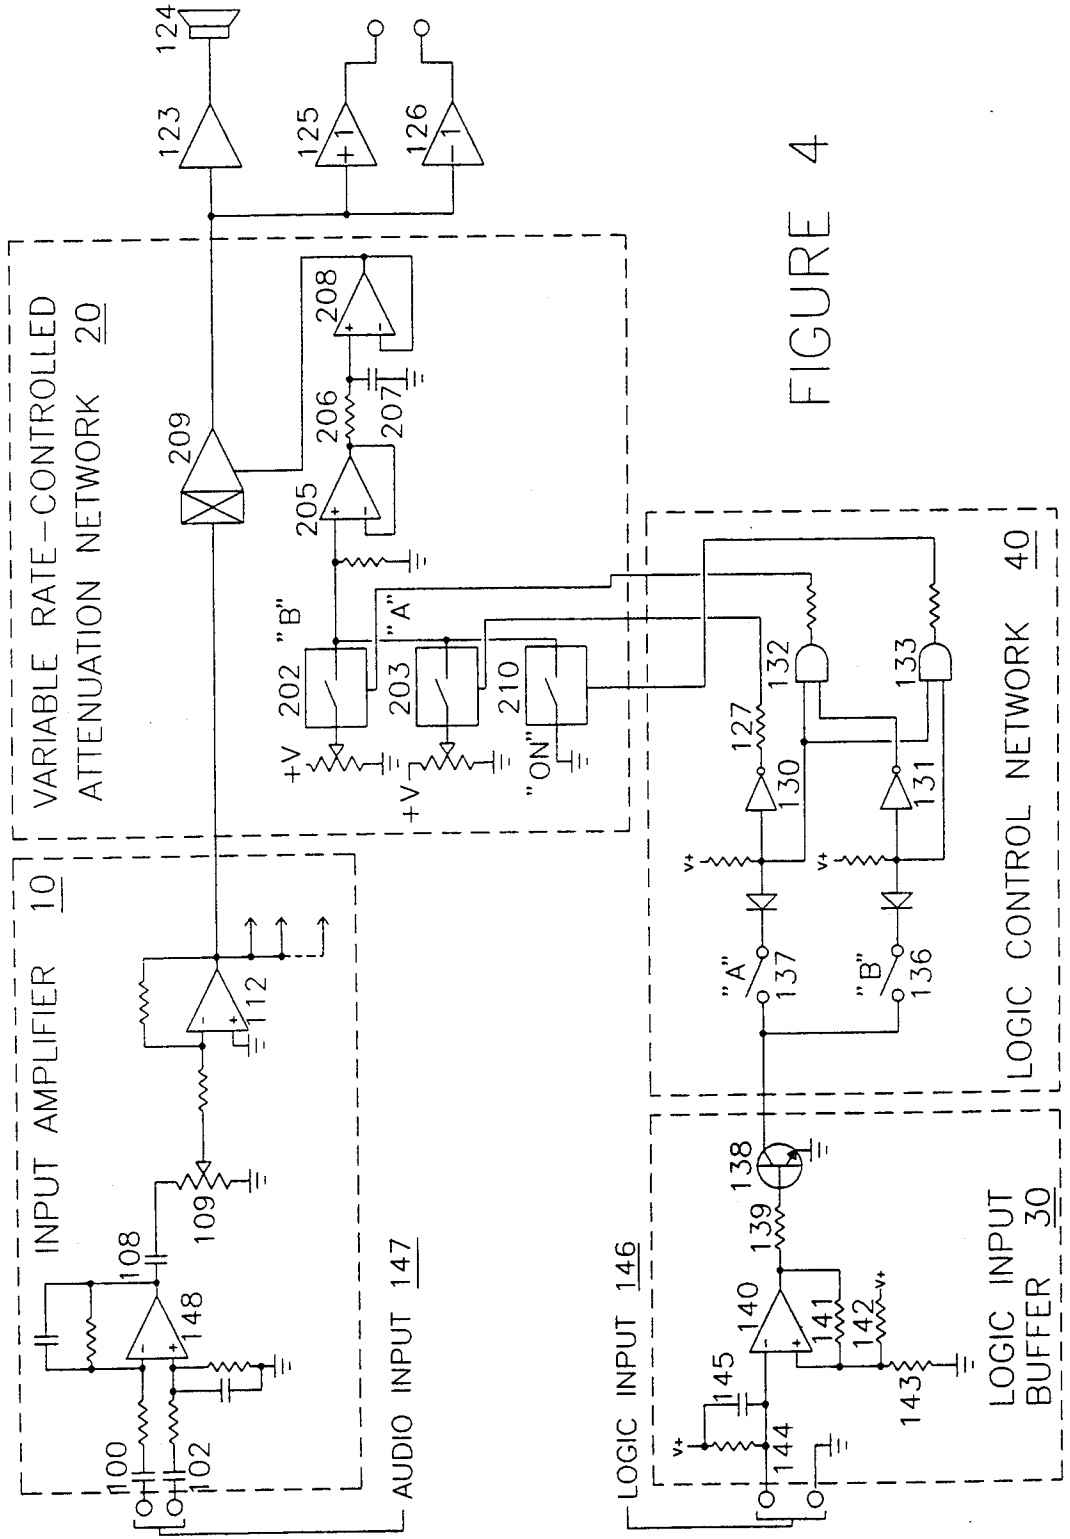 INPUT AMPLIFIER 10
100
102
148
108
109
112
AUDIO INPUT 147
VARIABLE RATE-CONTROLLED
ATTENUATION NETWORK 20
209
+V
202
"B"
+V
203
"A"
"ON"
210
205
206
207
208
123
124
125
+1
126
-1
LOGIC INPUT 146
V+
144
145
140
141
142
V+
143
139
138
LOGIC INPUT
BUFFER 30
"A"
137
"B"
136
V+
V+
130
127
131
132
133
LOGIC CONTROL NETWORK 40
FIGURE 4